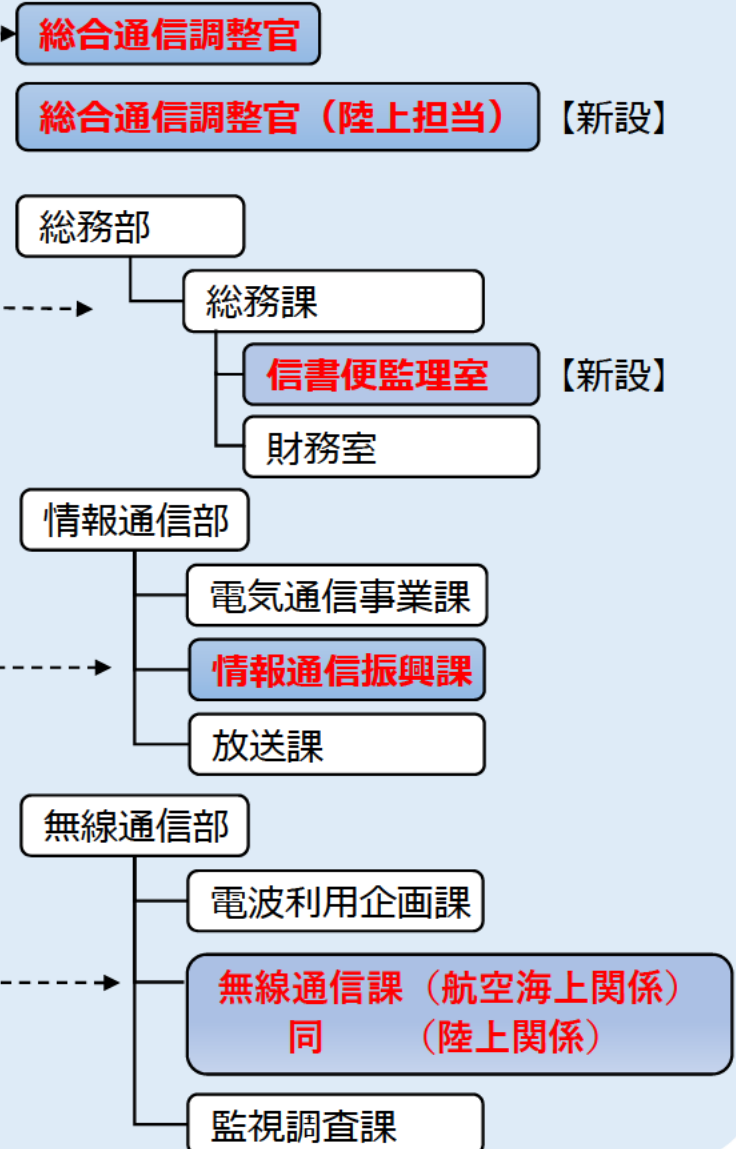 総合通信調整官
総合通信調整官（陸上担当）【新設】
総務部
総務課
信書便監理室【新設】
財務室
情報通信部
電気通信事業課
情報通信振興課
放送課
無線通信部
電波利用企画課
無線通信課（航空海上関係）
同　　（陸上関係）
監視調査課